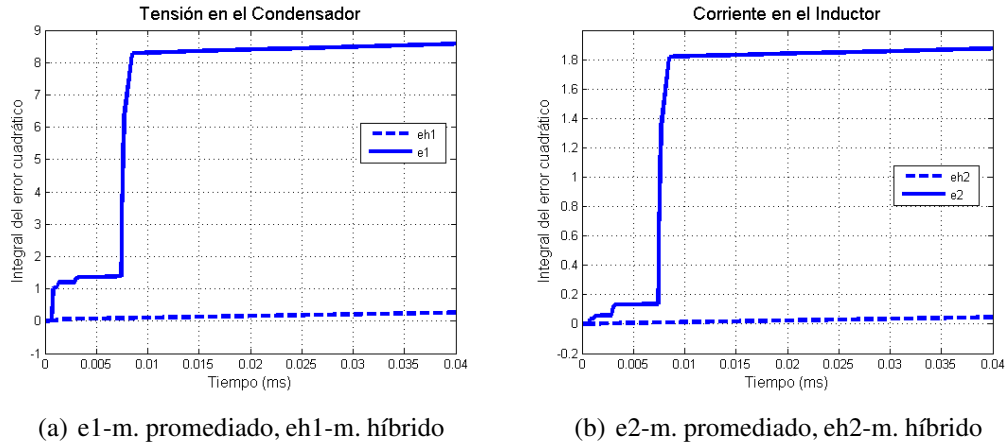 Tensión en el Condensador
Integral del error cuadrático
9
8
7
6
5
4
3
2
1
0
-1
eh1
e1
0 0.005 0.01 0.015 0.02 0.025 0.03 0.035 0.04
Tiempo (ms)
(a) e1-m. promediado, eh1-m. híbrido
Corriente en el Inductor
Integral del error cuadrático
1.8
1.6
1.4
1.2
1
0.8
0.6
0.4
0.2
0
-0.2
eh2
e2
0 0.005 0.01 0.015 0.02 0.025 0.03 0.035 0.04
Tiempo (ms)
(b) e2-m. promediado, eh2-m. híbrido